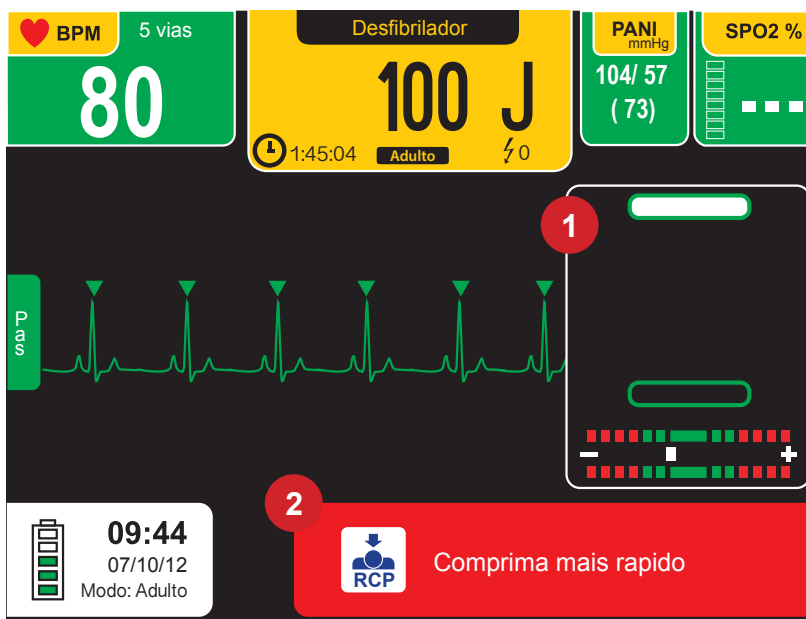 BPM
5 vias
80
Desfibrilador
100 J
1:45:04
Adulto
0
PANI
mmHg
104/ 57
( 73)
SPO2 %
---
1
Pas
- +
2
09:44
07/10/12
Modo: Adulto
RCP
Comprima mais rapido